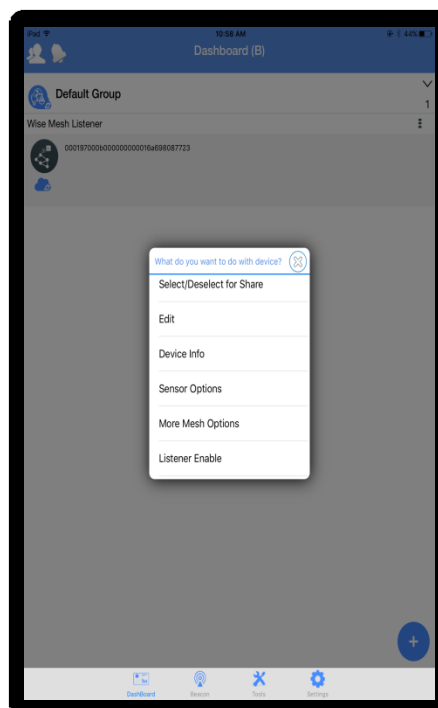 iPad 10:58 AM 44%
Dashboard (B)
Default Group
1
Wise Mesh Listener
000197000b000000000016a698087723
What do you want to do with device?
Select/Deselect for Share
Edit
Device Info
Sensor Options
More Mesh Options
Listener Enable
+
DashBoard Beacon Tools Settings